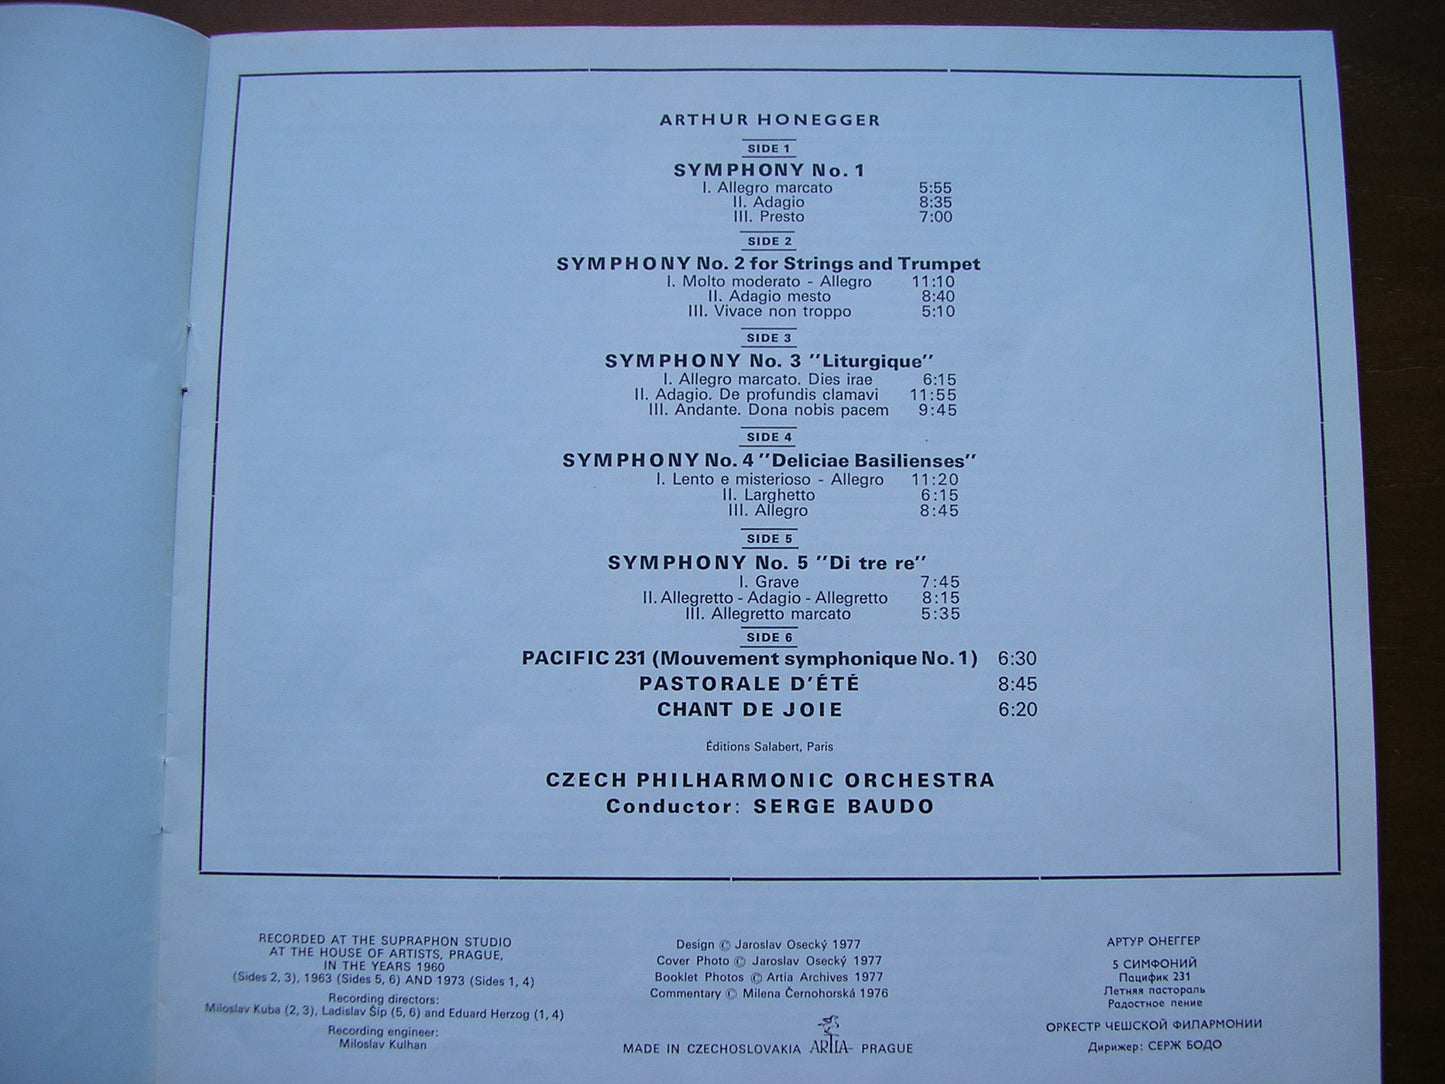 ARTHUR HONEGGER
SIDE 1
SYMPHONY No. 1
I. Allegro marcato 5:55
II. Adagio 8:35
III. Presto 7:00
SIDE 2
SYMPHONY No. 2 for Strings and Trumpet
I. Molto moderato - Allegro 11:10
II. Adagio mesto 8:40
III. Vivace non troppo 5:10
SIDE 3
SYMPHONY No. 3 "Liturgique"
I. Allegro marcato. Dies irae 6:15
II. Adagio. De profundis clamavi 11:55
III. Andante. Dona nobis pacem 9:45
SIDE 4
SYMPHONY No. 4 "Deliciae Basilienses"
I. Lento e misterioso - Allegro 11:20
II. Larghetto 6:15
III. Allegro 8:45
SIDE 5
SYMPHONY No. 5 "Di tre re"
I. Grave 7:45
II. Allegretto - Adagio - Allegretto 8:15
III. Allegretto marcato 5:35
SIDE 6
PACIFIC 231 (Mouvement symphonique No. 1) 6:30
PASTORALE D'ÉTÉ 8:45
CHANT DE JOIE 6:20
Éditions Salabert, Paris
CZECH PHILHARMONIC ORCHESTRA
Conductor: SERGE BAUDO
RECORDED AT THE SUPRAPHON STUDIO
AT THE HOUSE OF ARTISTS, PRAGUE,
IN THE YEARS 1960
(Sides 2, 3), 1963 (Sides 5, 6) AND 1973 (Sides 1, 4)
Recording directors:
Miloslav Kuba (2, 3), Ladislav Šíp (5, 6) and Eduard Herzog (1, 4)
Recording engineer:
Miloslav Kulhan
Design © Jaroslav Osecký 1977
Cover Photo © Jaroslav Osecký 1977
Booklet Photos © Artia Archives 1977
Commentary © Milena Černohorská 1976
MADE IN CZECHOSLOVAKIA ARTIA PRAGUE
АРТУР ОНЕГГЕР
5 СИМФОНИЙ
Пацифик 231
Летняя пастораль
Радостное пение
ОРКЕСТР ЧЕШСКОЙ ФИЛАРМОНИИ
Дирижер: СЕРЖ БОДО